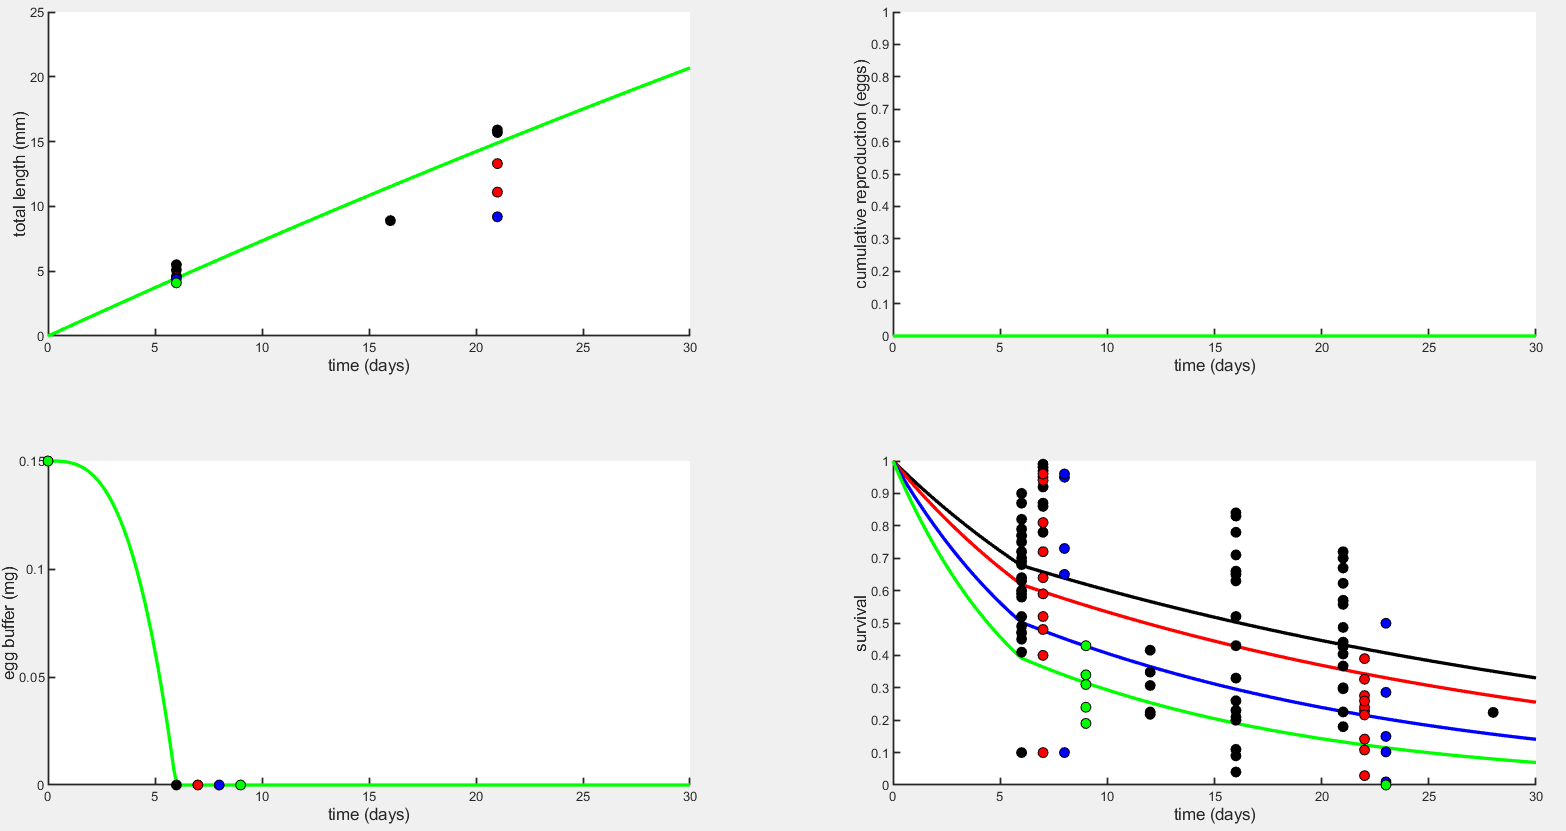 25
20
15
10
5
0
0 5 10 15 20 25 30
total length (mm)
time (days)
1
0.9
0.8
0.7
0.6
0.5
0.4
0.3
0.2
0.1
0
0 5 10 15 20 25 30
cumulative reproduction (eggs)
time (days)
0.15
0.1
0.05
0
0 5 10 15 20 25 30
egg buffer (mg)
time (days)
1
0.9
0.8
0.7
0.6
0.5
0.4
0.3
0.2
0.1
0
0 5 10 15 20 25 30
survival
time (days)